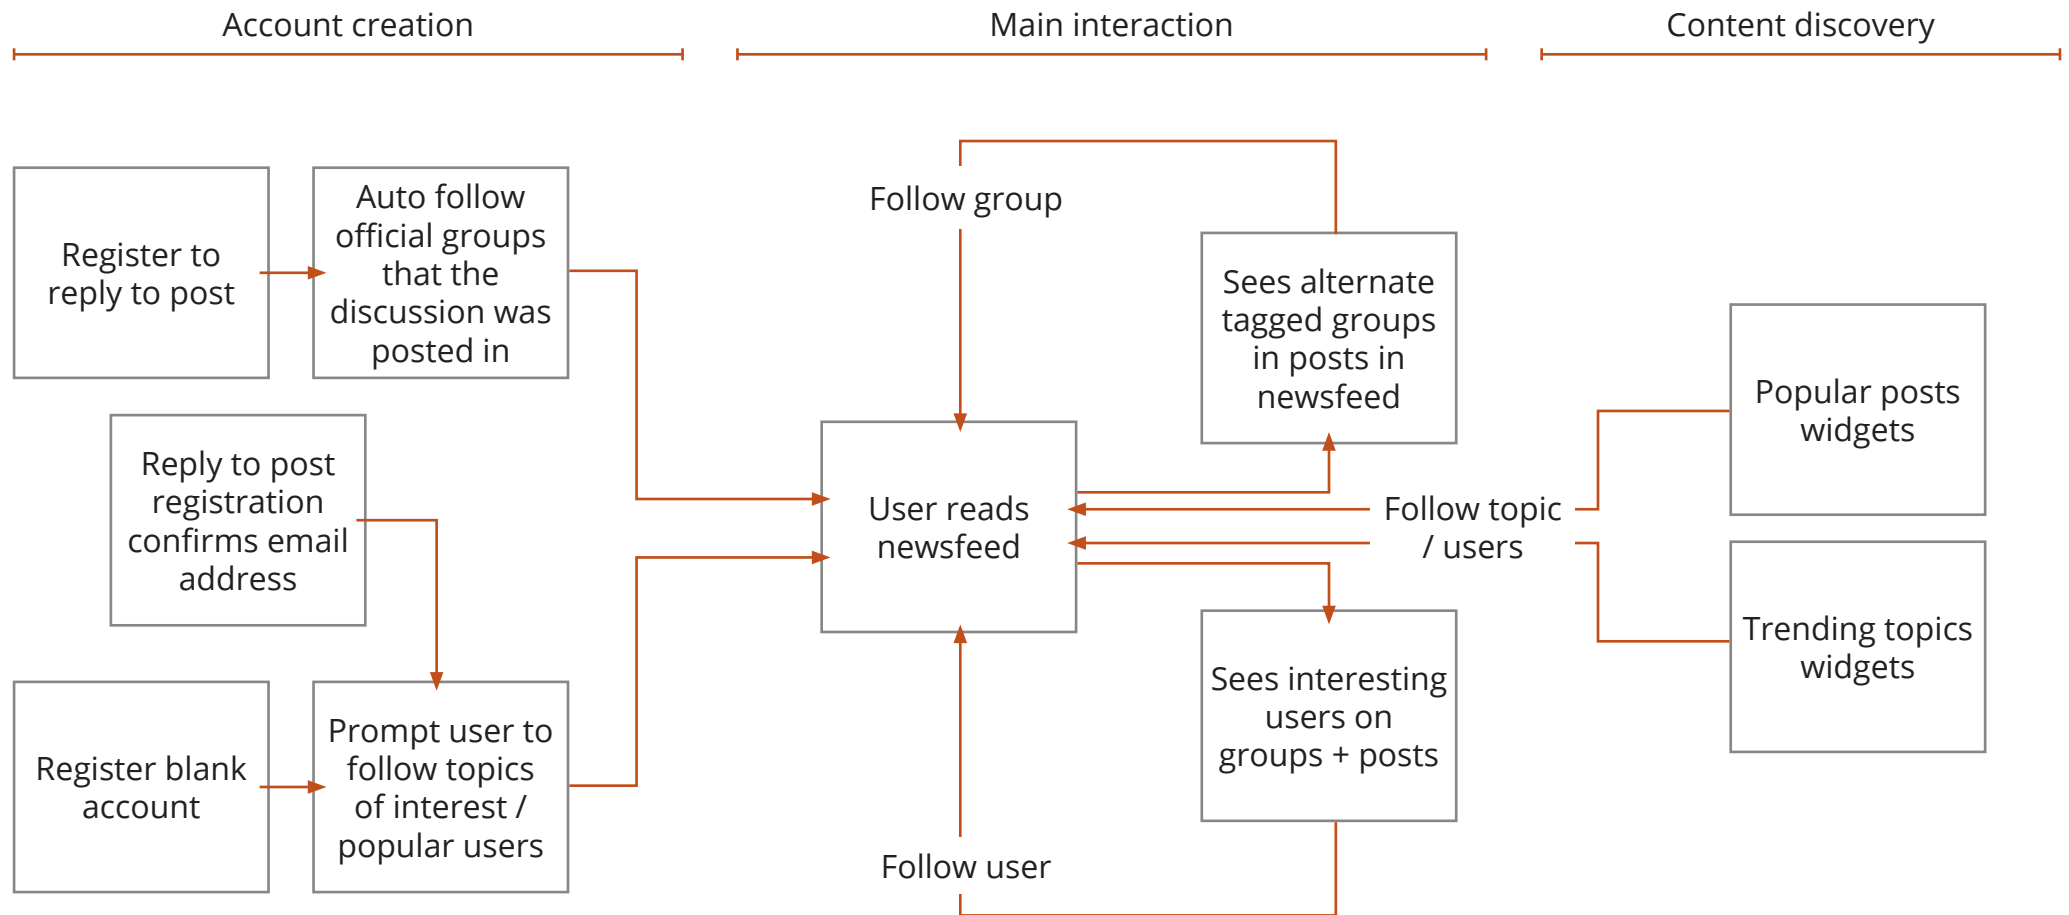 Account creation
Main interaction
Content discovery
Register to
reply to post
Auto follow
official groups
that the
discussion was
posted in
Reply to post
registration
confirms email
address
Register blank
account
Prompt user to
follow topics
of interest /
popular users
Follow group
User reads
newsfeed
Follow user
Sees alternate
tagged groups
in posts in
newsfeed
Sees interesting
users on
groups + posts
Follow topic
/ users
Popular posts
widgets
Trending topics
widgets